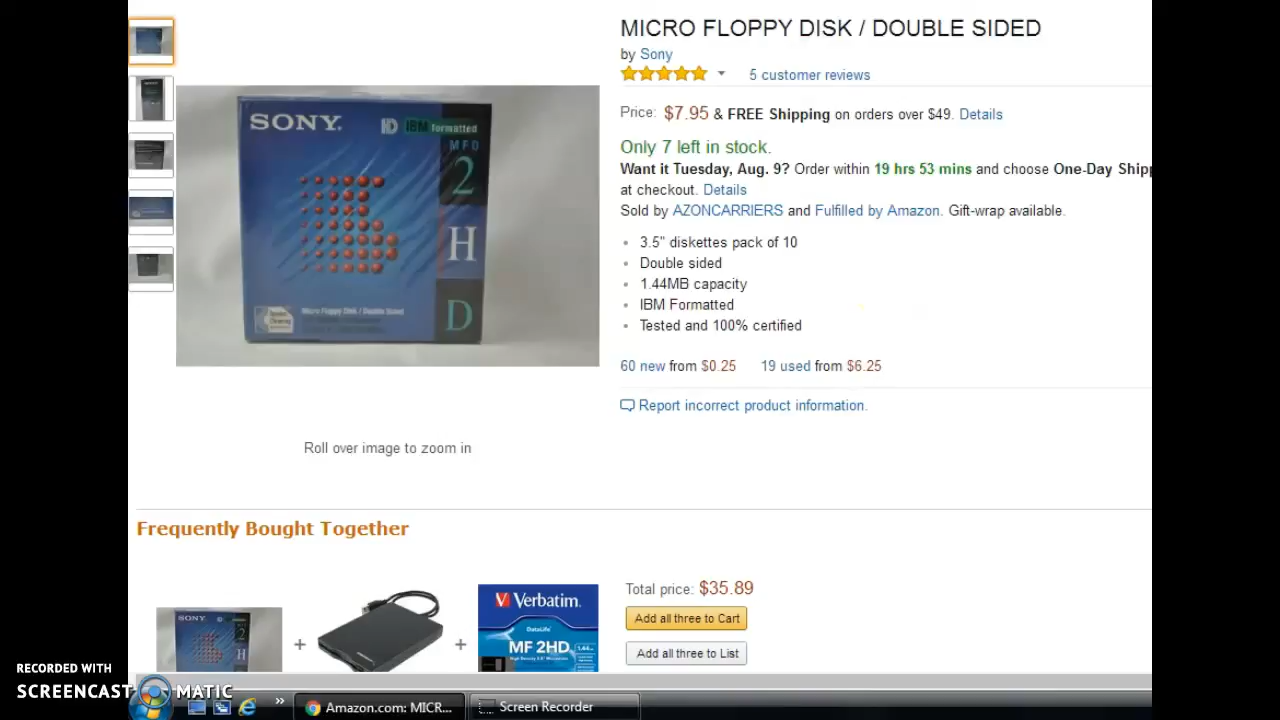 MICRO FLOPPY DISK / DOUBLE SIDED
by Sony
5 customer reviews
Price: $7.95 & FREE Shipping on orders over $49. Details
Only 7 left in stock.
Want it Tuesday, Aug. 9? Order within 19 hrs 53 mins and choose One-Day Shipp
at checkout. Details
Sold by AZONCARRIERS and Fulfilled by Amazon. Gift-wrap available.
3.5" diskettes pack of 10
Double sided
1.44MB capacity
IBM Formatted
Tested and 100% certified
60 new from $0.25 19 used from $6.25
Report incorrect product information.
SONY.
HD IBM formatted
MFD
2
H
D
Micro Floppy Disk / Double Sided
Roll over image to zoom in
Frequently Bought Together
SONY
2
H
+
+
Verbatim.
DataLife
MF 2HD
Total price: $35.89
Add all three to Cart
Add all three to List
RECORDED WITH
SCREENCAST MATIC
» Amazon.com: MICR... Screen Recorder